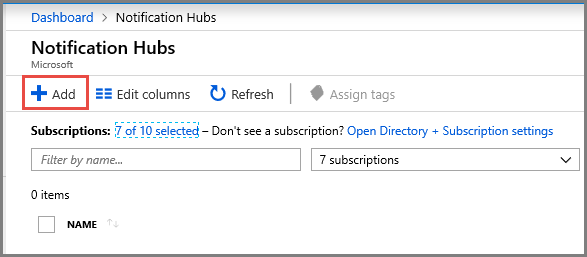 Dashboard > Notification Hubs
Notification Hubs
Microsoft
+ Add Edit columns Refresh Assign tags
Subscriptions: 7 of 10 selected – Don't see a subscription? Open Directory + Subscription settings
Filter by name... 7 subscriptions
0 items
NAME ↑↓